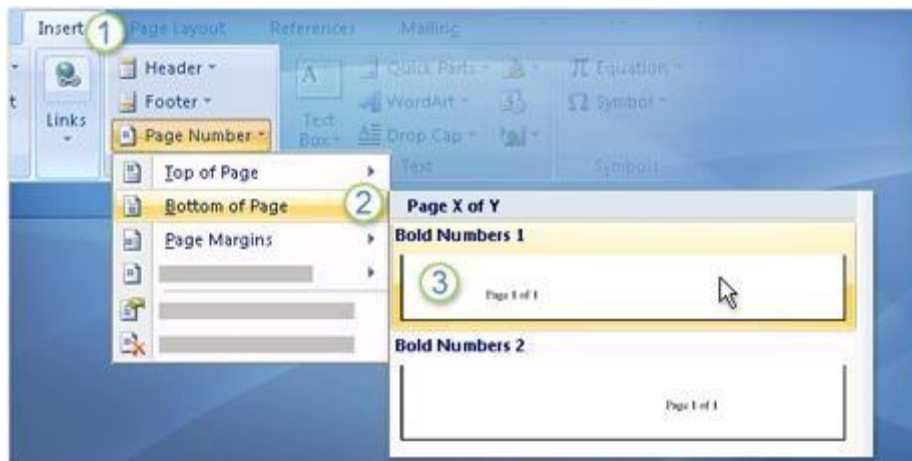 Insert 1 Page Layout References Mailing
Header Quick Parts Equation
Footer WordArt Symbol
Links
Page Number Text Box Drop Cap
Text Symbols
Top of Page
Bottom of Page 2 Page X of Y
Page Margins Bold Numbers 1
3 Page 1 of 1
Bold Numbers 2
Page 1 of 1